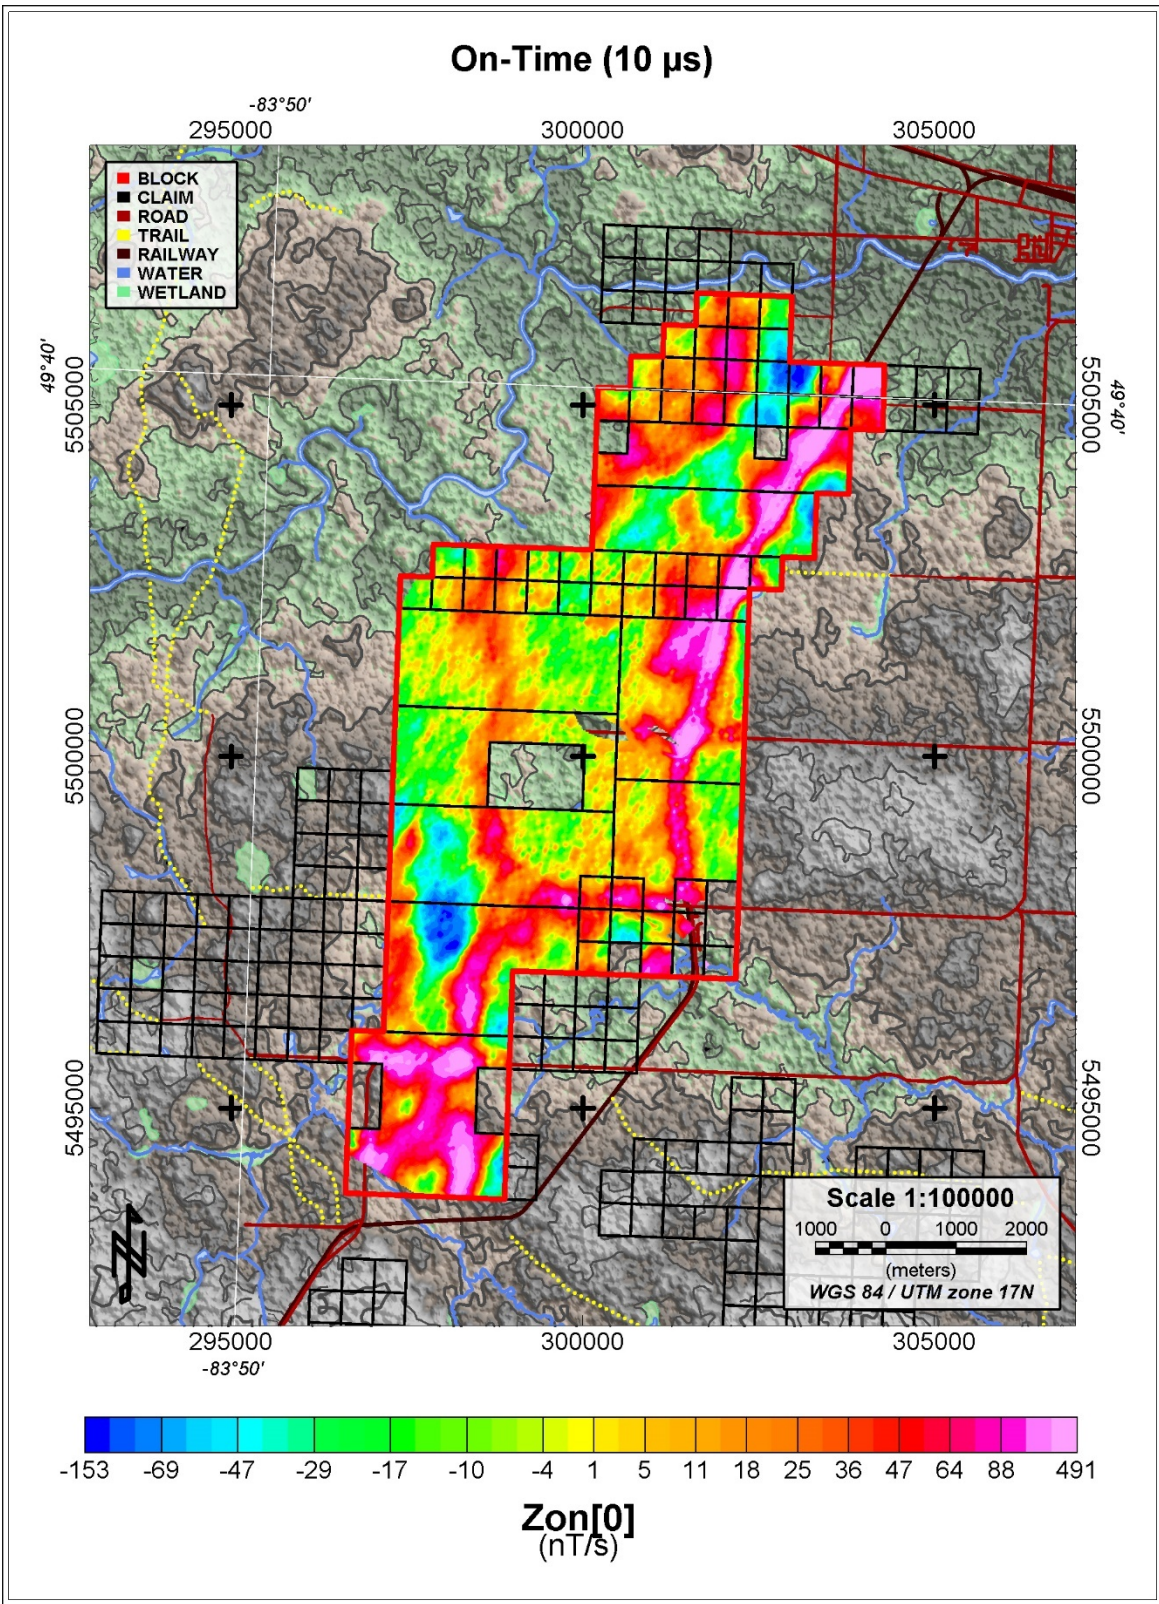 On-Time (10 µs)
-83°50'
295000 300000 305000
BLOCK
CLAIM
ROAD
TRAIL
RAILWAY
WATER
WETLAND
49°40'
49°40'
5505000
5505000
5500000
5500000
5495000
5495000
Scale 1:100000
1000 0 1000 2000
(meters)
WGS 84 / UTM zone 17N
295000 300000 305000
-83°50'
-153 -69 -47 -29 -17 -10 -4 1 5 11 18 25 36 47 64 88 491
Zon[0]
(nT/s)